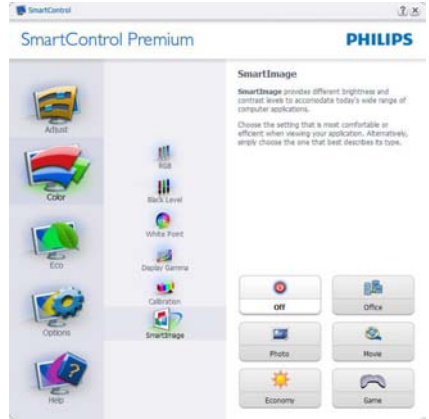 SmartControl
SmartControl Premium
PHILIPS
Adjust
Color
Eco
Options
Help
RGB
Black Level
White Point
Display Gamma
Calibration
SmartImage
SmartImage
SmartImage provides different brightness and
contrast levels to accomodate today's wide range of
computer applications.
Choose the setting that is most comfortable or
efficient when viewing your application. Alternatively,
simply choose the one that best describes its type.
Off
Office
Photo
Movie
Economy
Game